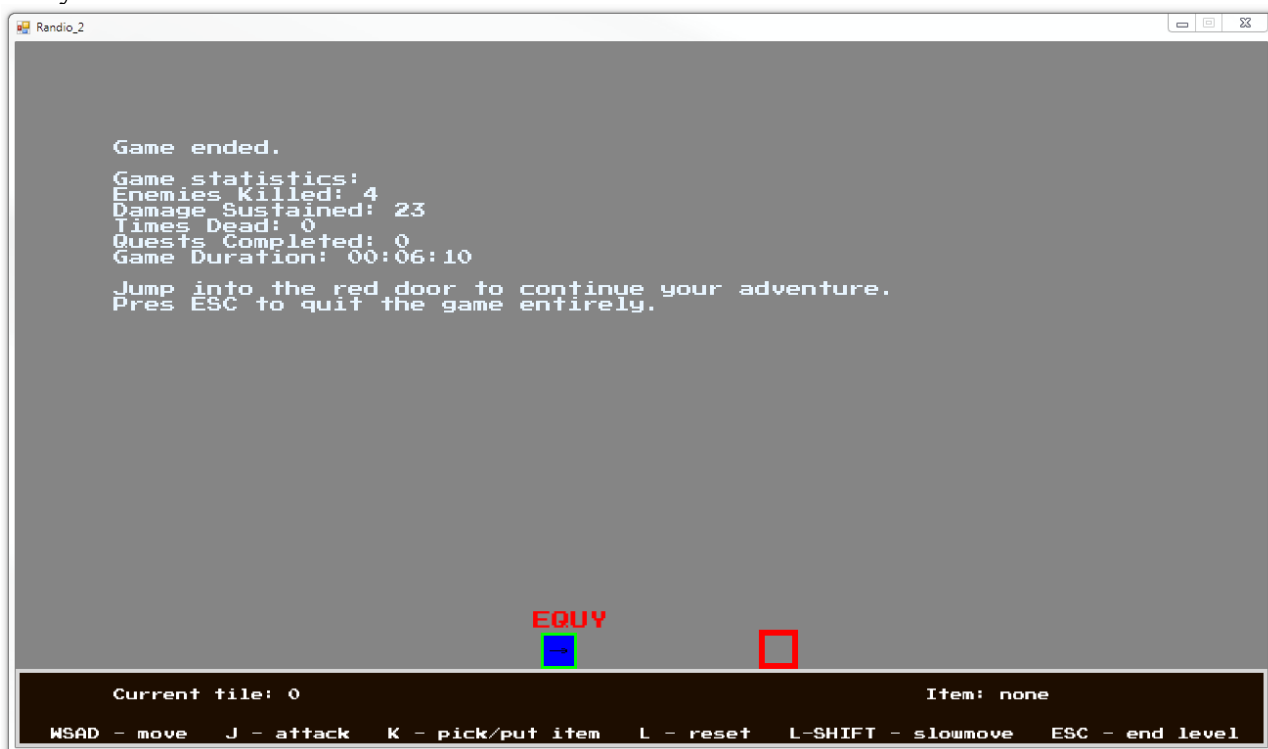 Randio_2
Game ended.
Game statistics:
Enemies Killed: 4
Damage Sustained: 23
Times Dead: 0
Quests Completed: 0
Game Duration: 00:06:10
Jump into the red door to continue your adventure.
Pres ESC to quit the game entirely.
EQUY
→
Current tile: 0 Item: none
WSAD - move J - attack K - pick/put item L - reset L-SHIFT - slowmove ESC - end level